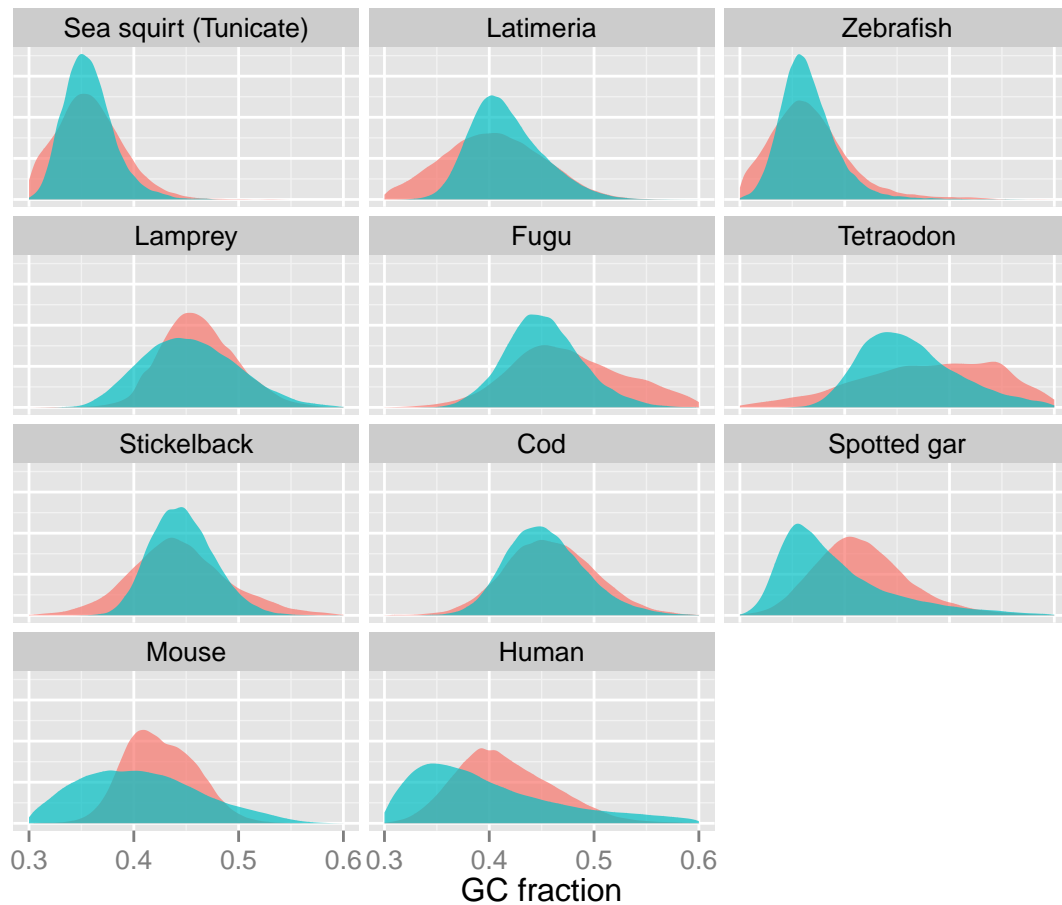 Sea squirt (Tunicate)
Latimeria
Zebrafish
Lamprey
Fugu
Tetraodon
Stickelback
Cod
Spotted gar
Mouse
Human
0.3 0.4 0.5 0.6 0.3 0.4 0.5 0.6
GC fraction